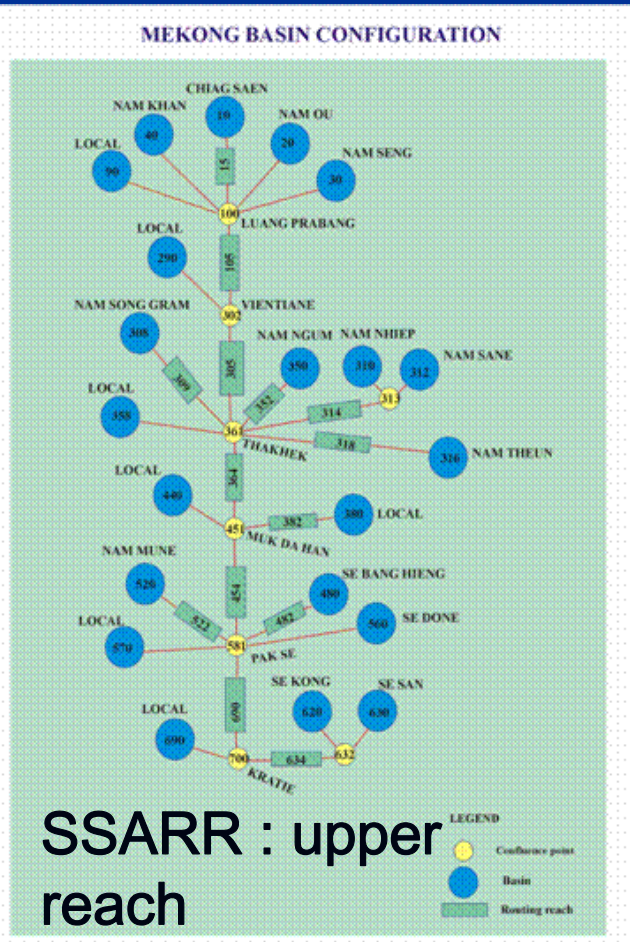 MEKONG BASIN CONFIGURATION
CHIAG SAEN
10
NAM KHAN
40
NAM OU
20
LOCAL
90
NAM SENG
30
15
100
LUANG PRABANG
LOCAL
290
105
302
VIENTIANE
NAM SONG GRAM
308
309
305
NAM NGUM
350
352
NAM NHIEP
310
NAM SANE
312
313
314
LOCAL
358
361
THAKHEK
318
316
NAM THEUN
364
LOCAL
440
451
MUK DA HAN
382
380
LOCAL
NAM MUNE
520
522
454
SE BANG HIENG
480
482
560
SE DONE
LOCAL
570
581
PAK SE
690
SE KONG
620
SE SAN
630
LOCAL
690
700
KRATIE
634
632
SSARR : upper
reach
LEGEND
Confluence point
Basin
Routing reach